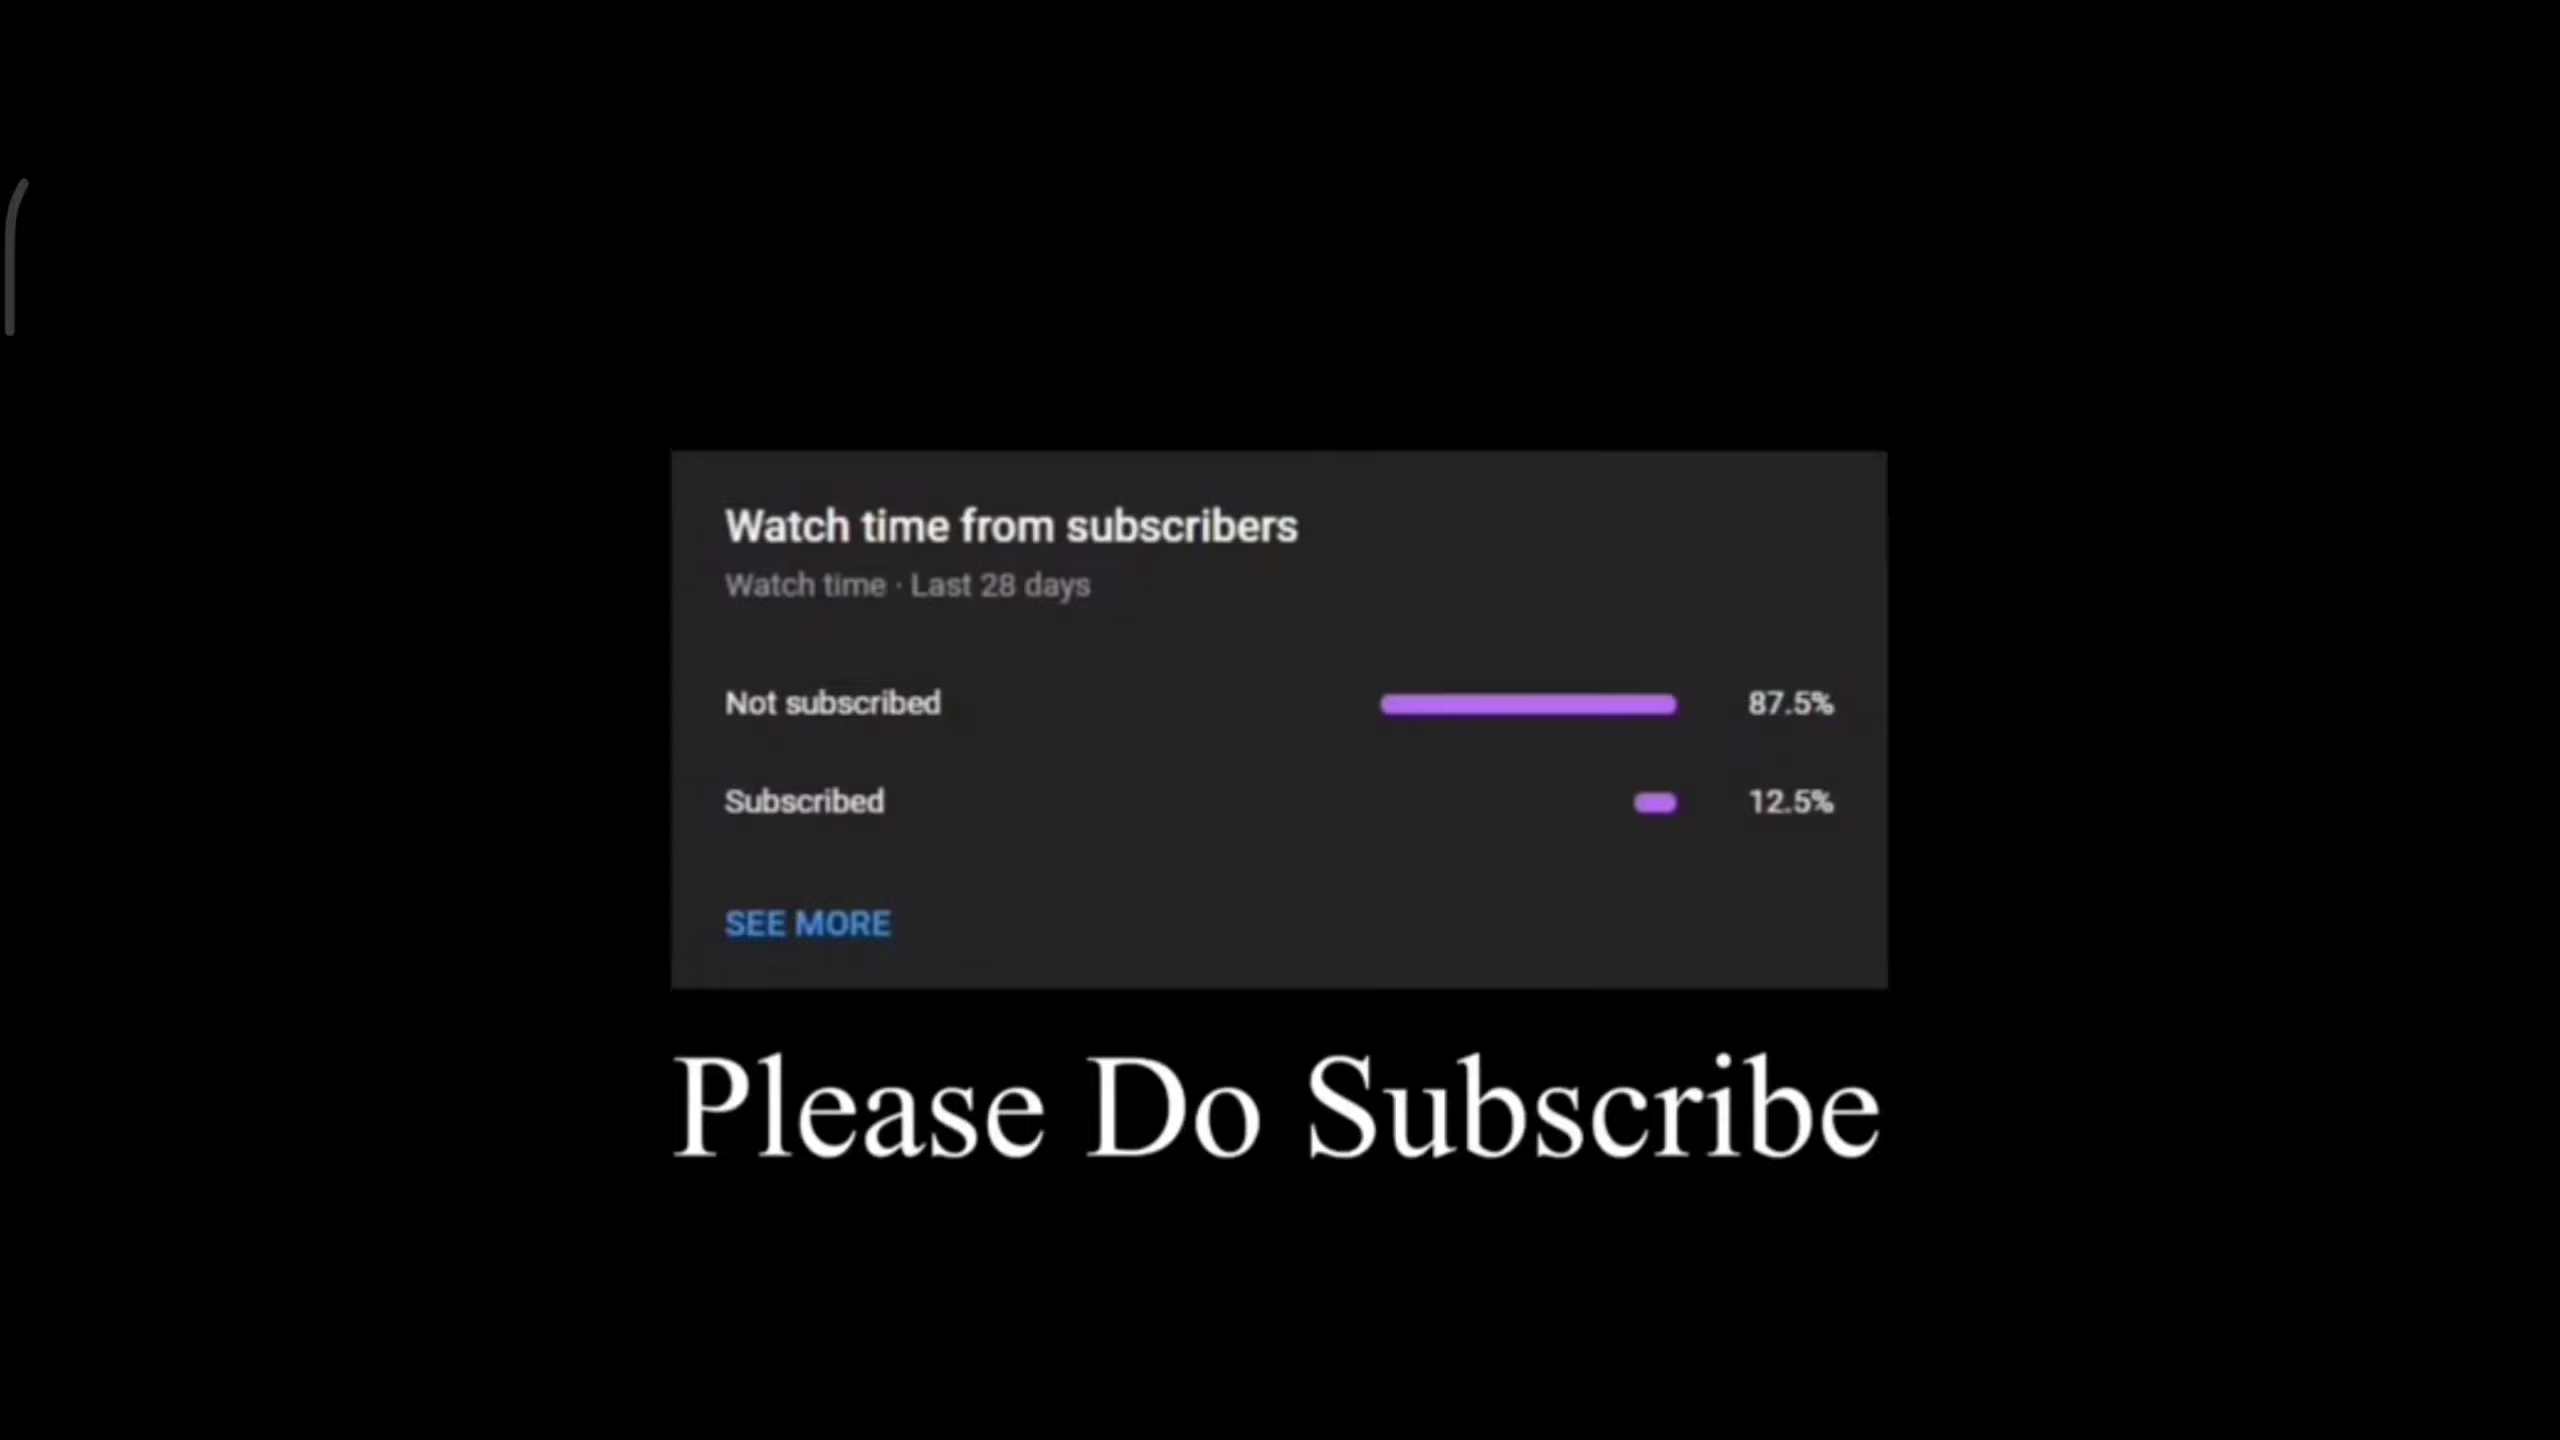 Watch time from subscribers
Watch time · Last 28 days
Not subscribed 87.5%
Subscribed 12.5%
SEE MORE
Please Do Subscribe